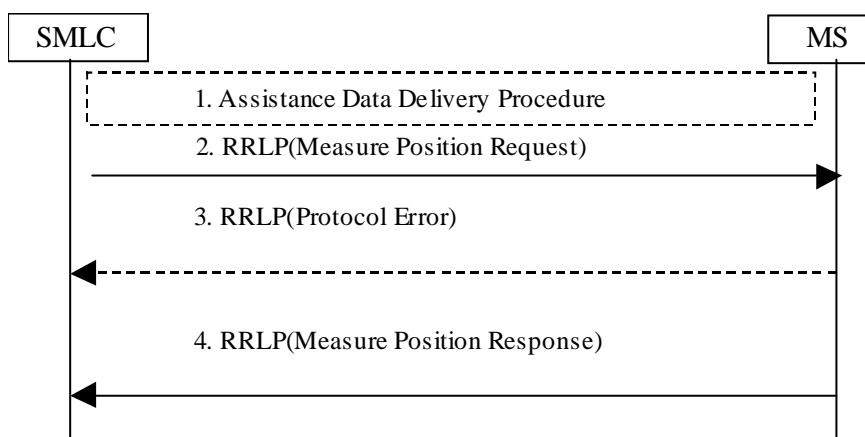 SMLC
MS
1. Assistance Data Delivery Procedure
2. RRLP(Measure Position Request)
3. RRLP(Protocol Error)
4. RRLP(Measure Position Response)